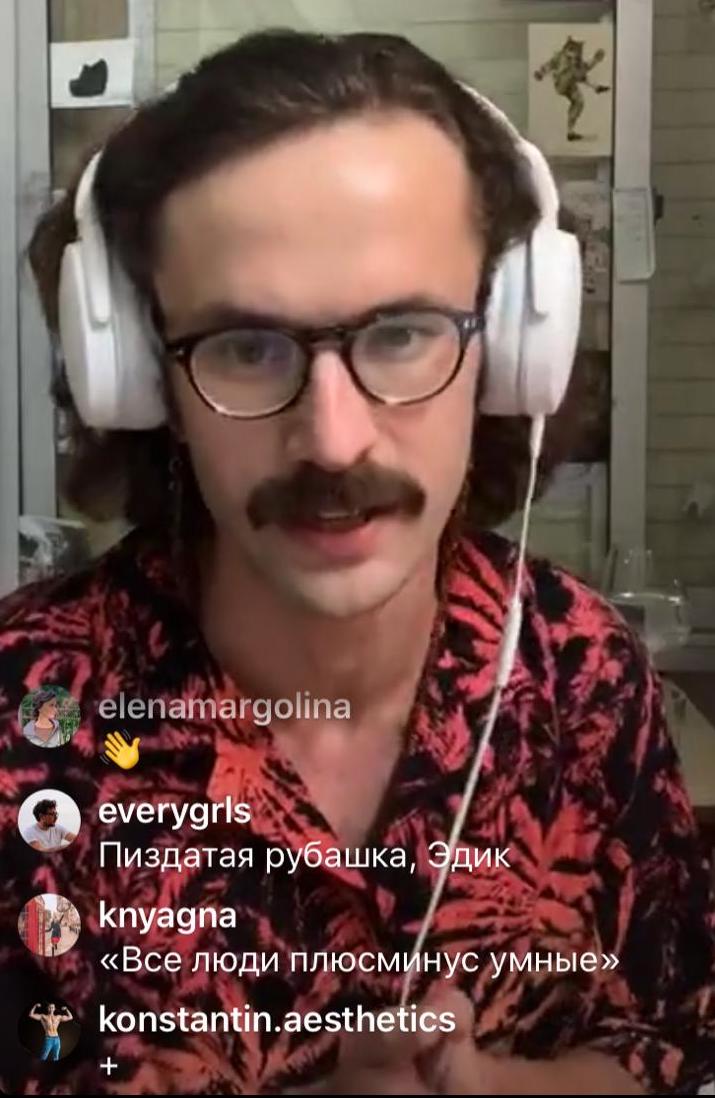 elenamargolina
👋
everygrls
Пиздатая рубашка, Эдик
knyagna
«Все люди плюсминус умные»
konstantin.aesthetics
+